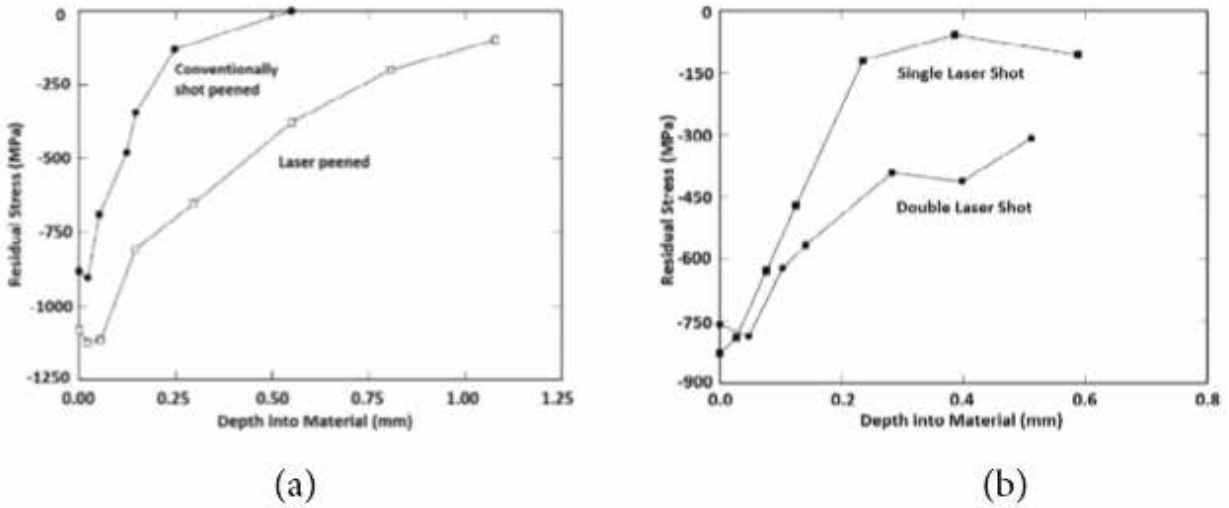 0
-250
-500
-750
-1000
-1250
0.00
0.25
0.50
0.75
1.00
1.25
Residual Stress (MPa)
Depth into Material (mm)
Conventionally
shot peened
Laser peened
(a)
0
-150
-300
-450
-600
-750
-900
0.0
0.2
0.4
0.6
0.8
Residual Stress (MPa)
Depth into Material (mm)
Single Laser Shot
Double Laser Shot
(b)